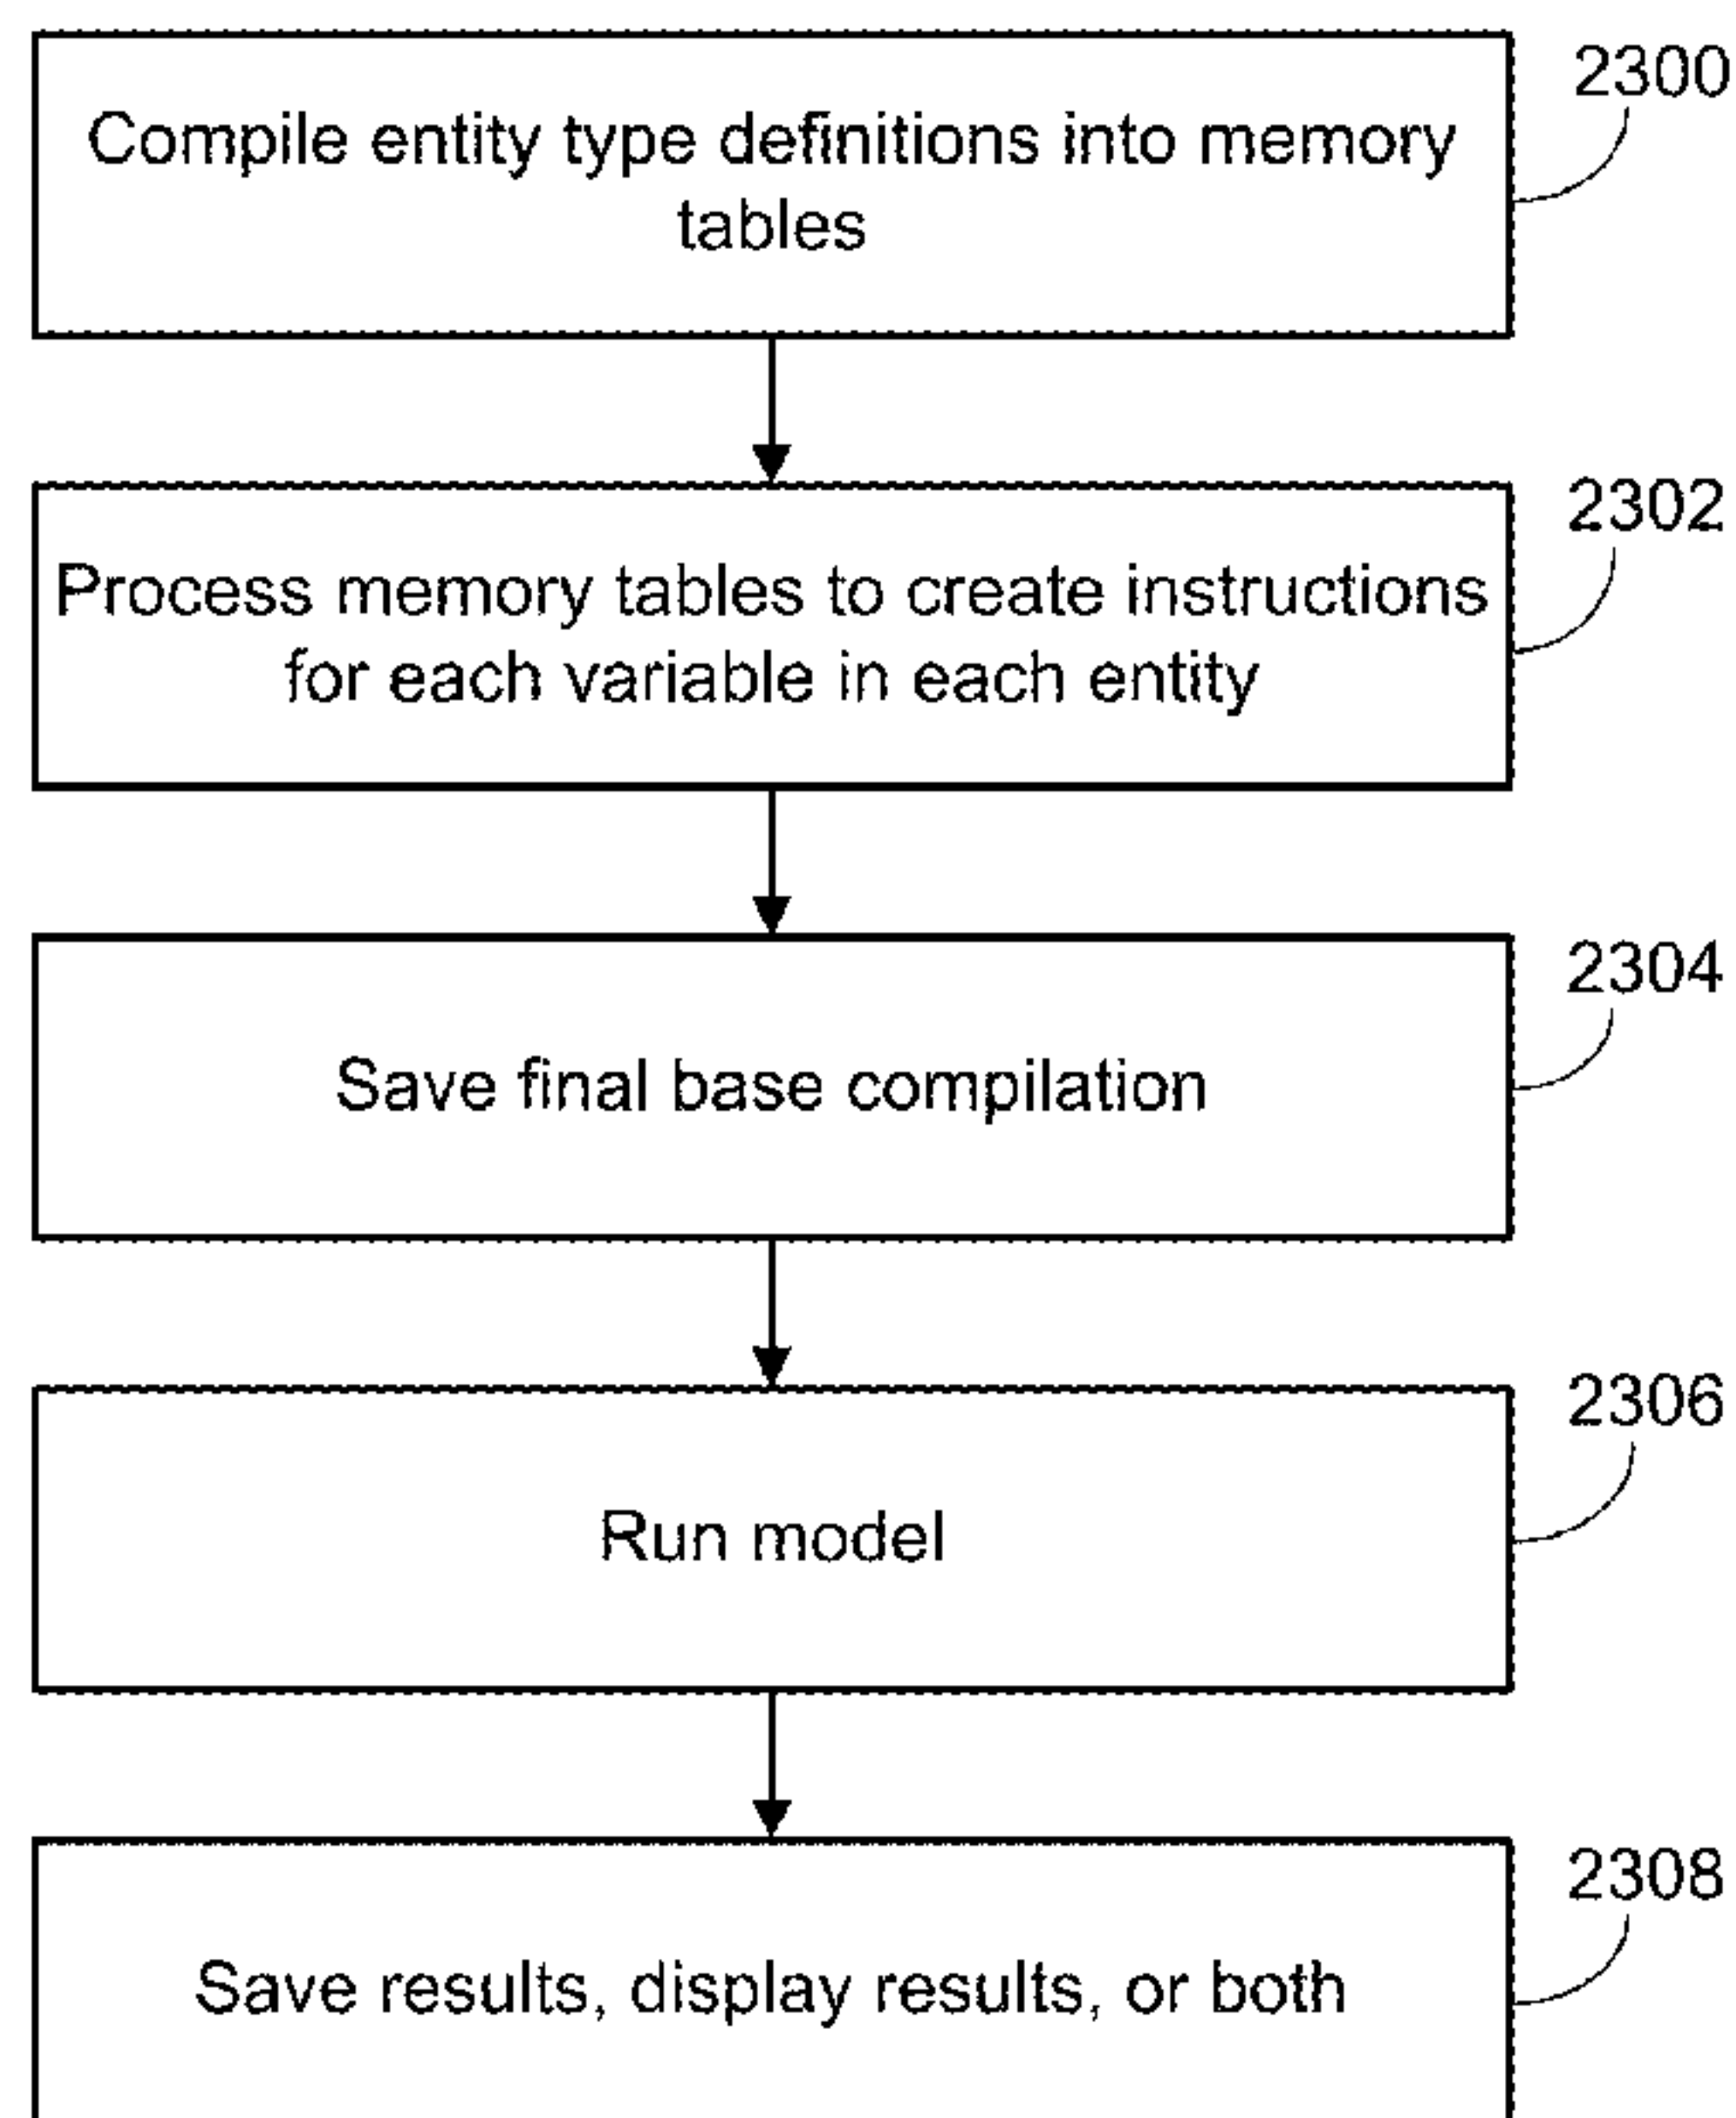 2300
Compile entity type definitions into memory
tables
2302
Process memory tables to create instructions
for each variable in each entity
2304
Save final base compilation
2306
Run model
2308
Save results, display results, or both